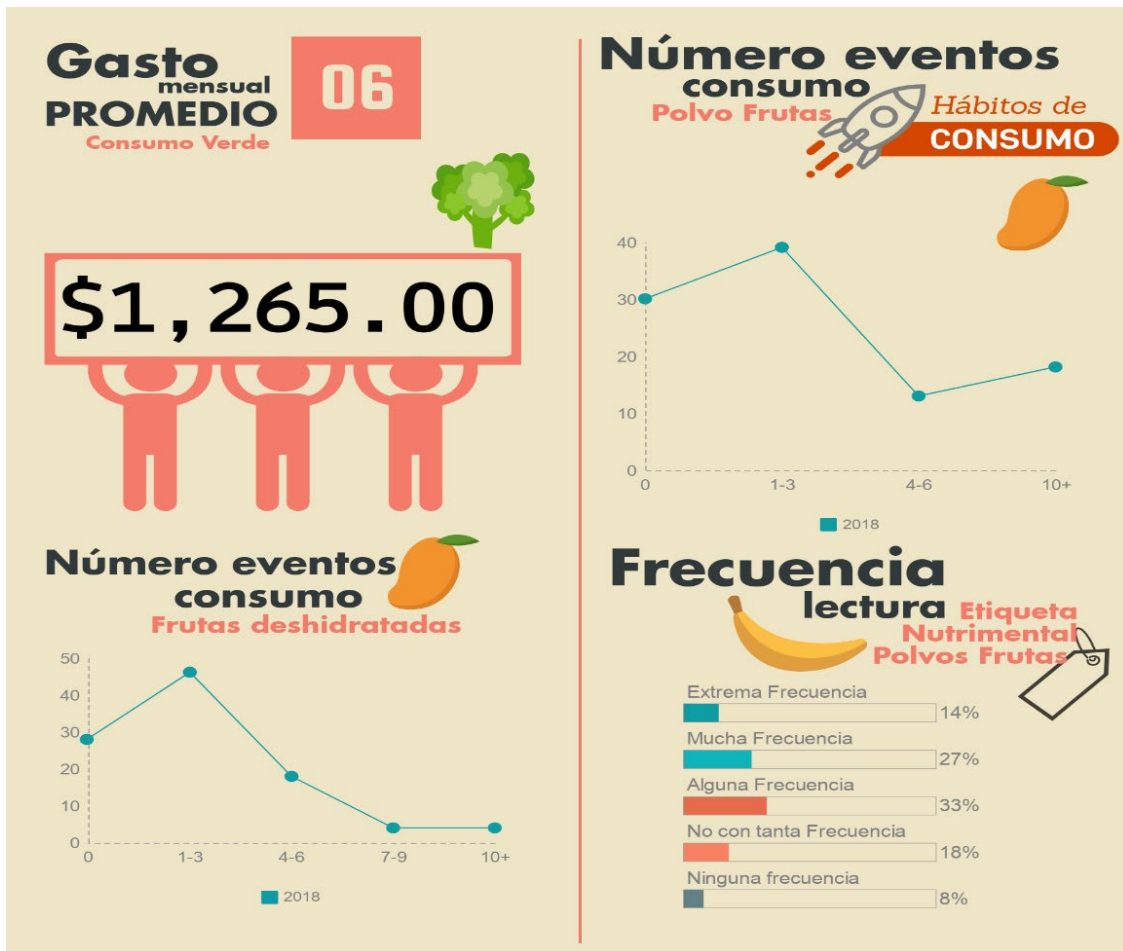 Gasto
mensual
PROMEDIO
Consumo Verde
06
$1,265.00
Número eventos
consumo
Frutas deshidratadas
50
40
30
20
10
0
0 1-3 4-6 7-9 10+
2018
Número eventos
consumo
Polvo Frutas
Hábitos de
CONSUMO
40
30
20
10
0
0 1-3 4-6 10+
2018
Frecuencia
lectura
Etiqueta
Nutrimental
Polvos Frutas
Extrema Frecuencia
14%
Mucha Frecuencia
27%
Alguna Frecuencia
33%
No con tanta Frecuencia
18%
Ninguna frecuencia
8%